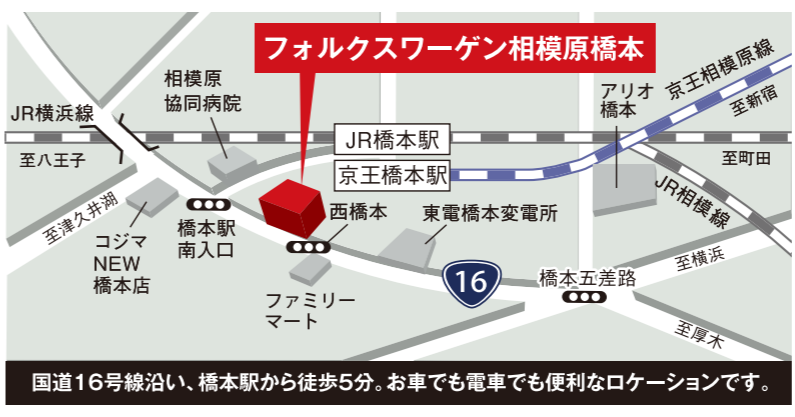 フォルクスワーゲン相模原橋本
相模原
協同病院
JR横浜線
至八王子
JR橋本駅
京王橋本駅
アリオ
橋本
京王相模原線
至新宿
至町田
JR相模線
至津久井湖
コジマ
NEW
橋本店
橋本駅
南入口
西橋本
東電橋本変電所
ファミリー
マート
16
橋本五差路
至横浜
至厚木
国道16号線沿い、橋本駅から徒歩5分。お車でも電車でも便利なロケーションです。